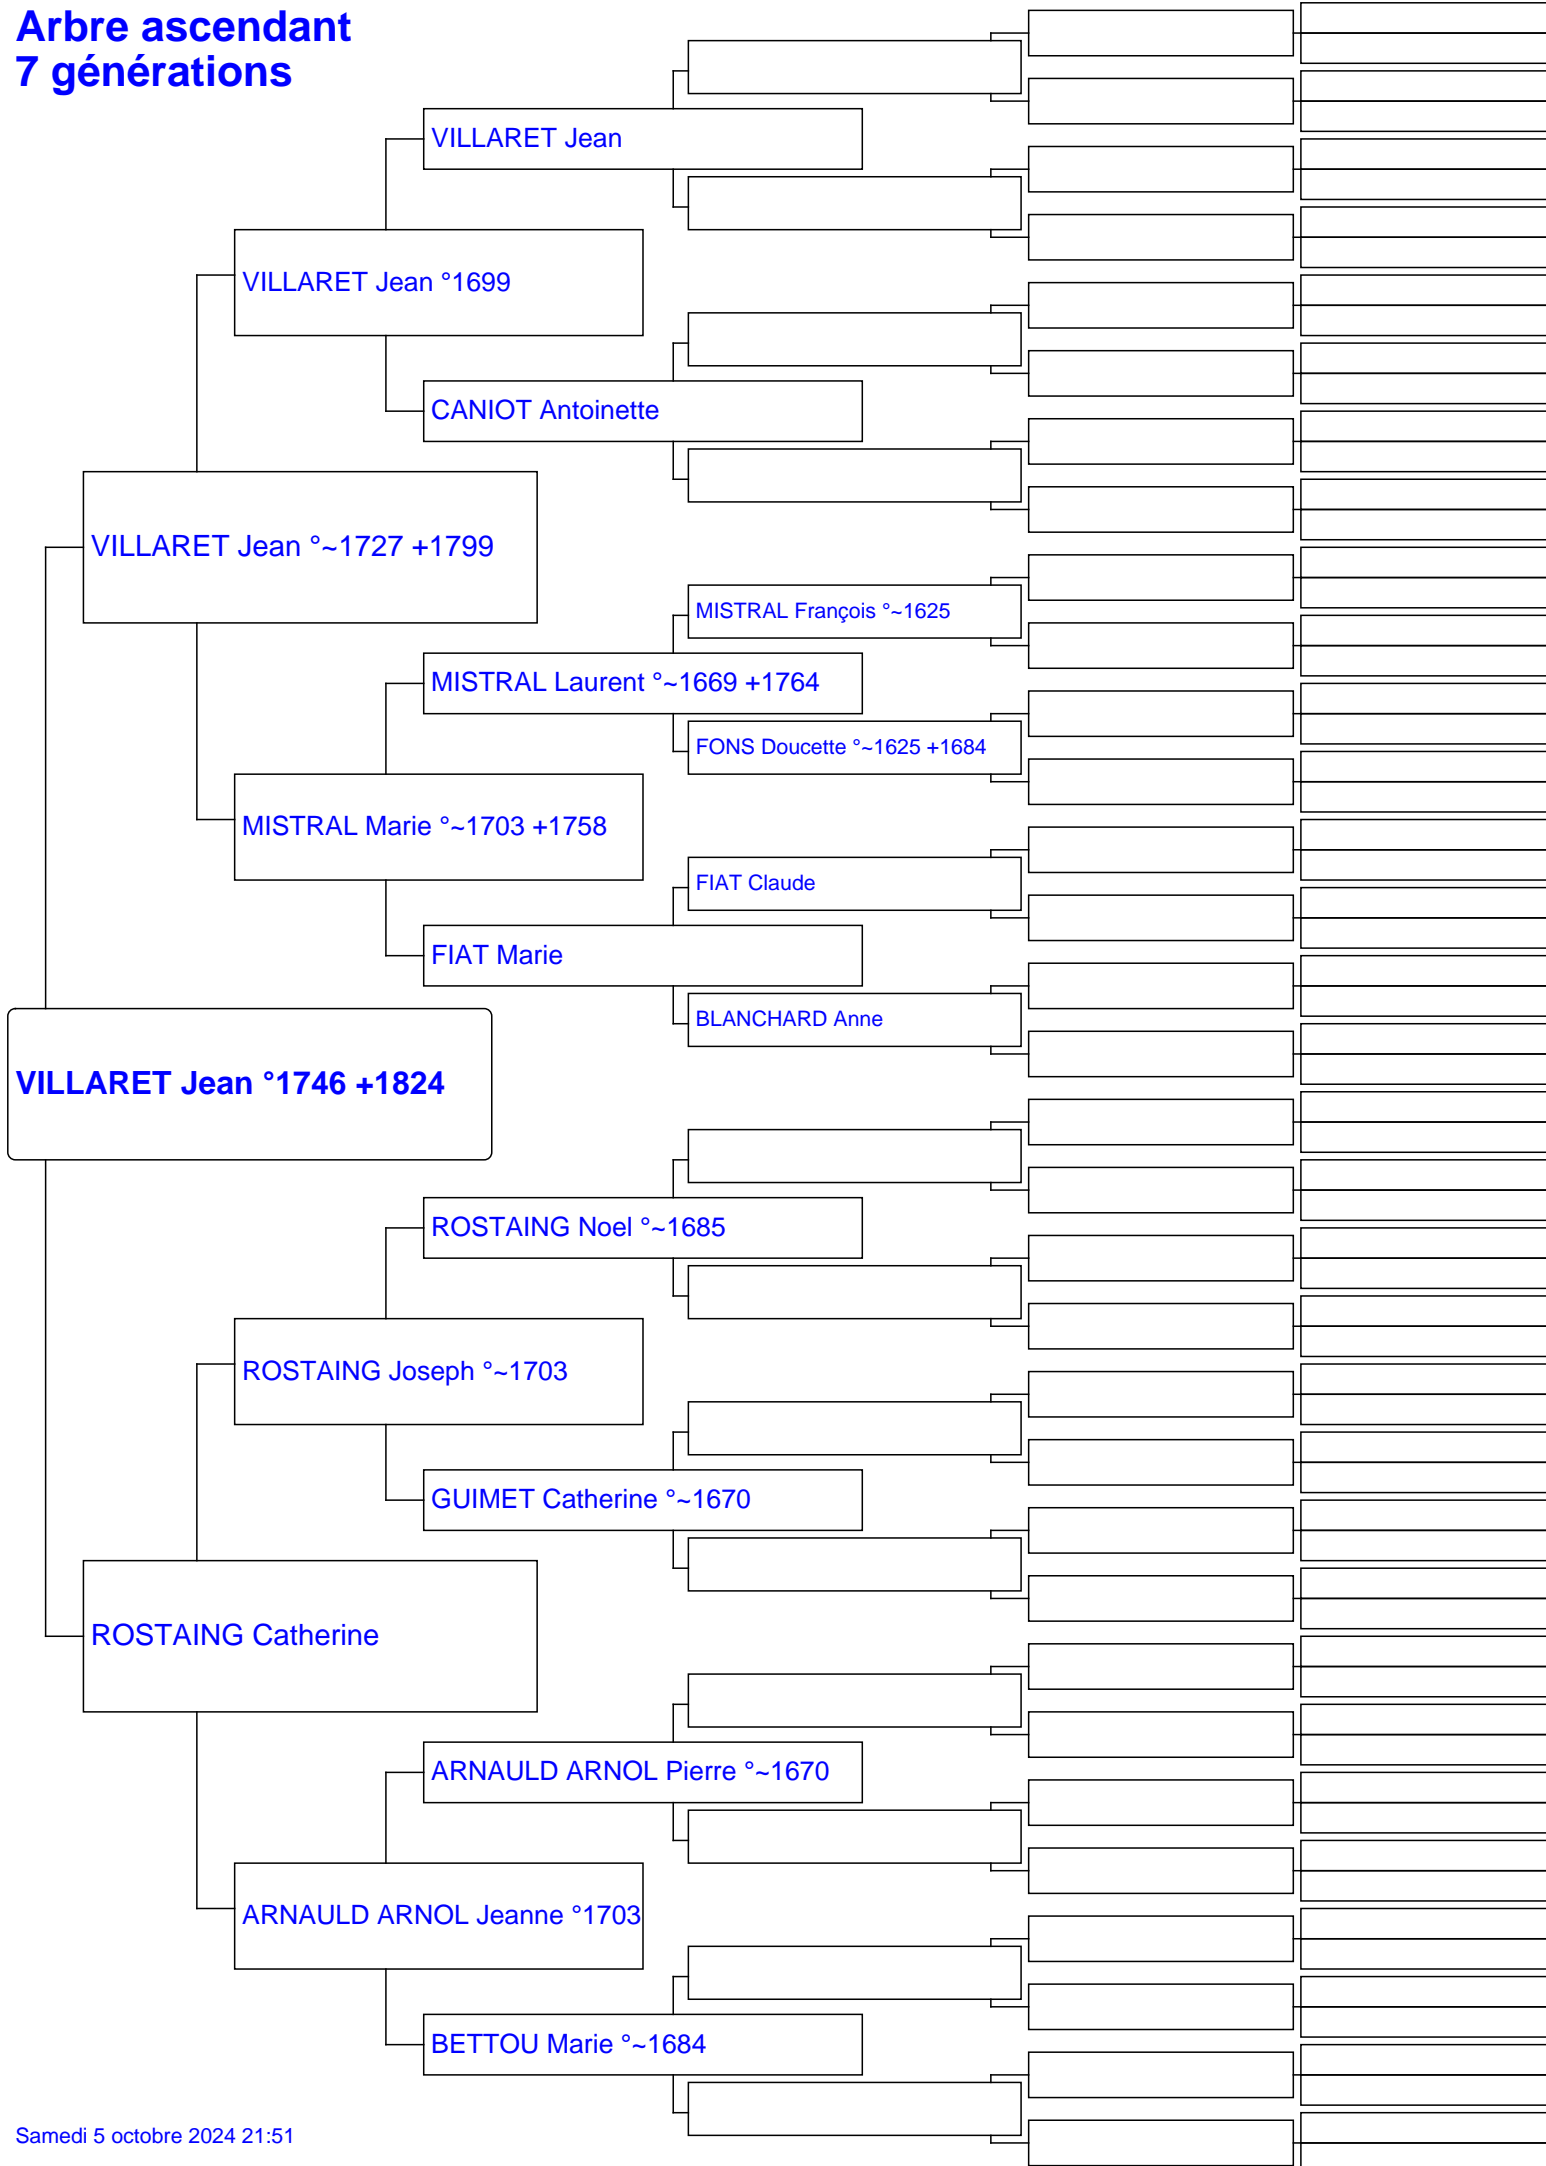 Arbre ascendant
7 générations
VILLARET Jean
VILLARET Jean °1699
CANIOT Antoinette
VILLARET Jean °~1727 +1799
MISTRAL François °~1625
MISTRAL Laurent °~1669 +1764
FONS Doucette °~1625 +1684
MISTRAL Marie °~1703 +1758
FIAT Claude
FIAT Marie
BLANCHARD Anne
VILLARET Jean °1746 +1824
ROSTAING Noel °~1685
ROSTAING Joseph °~1703
GUIMET Catherine °~1670
ROSTAING Catherine
ARNAULD ARNOL Pierre °~1670
ARNAULD ARNOL Jeanne °1703
BETTOU Marie °~1684
Samedi 5 octobre 2024 21:51